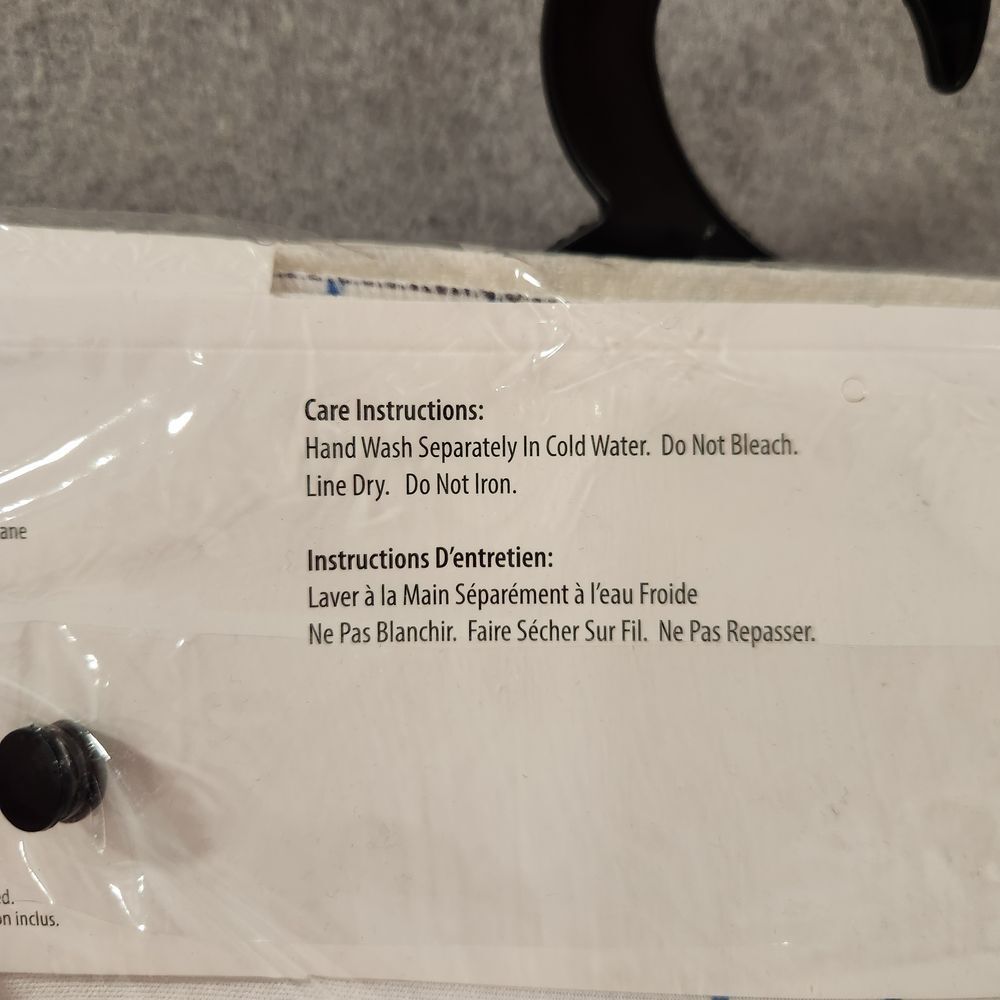 Care Instructions:
Hand Wash Separately In Cold Water. Do Not Bleach.
Line Dry. Do Not Iron.
Instructions D'entretien:
Laver à la Main Séparément à l'eau Froide
Ne Pas Blanchir. Faire Sécher Sur Fil. Ne Pas Repasser.
inclus.